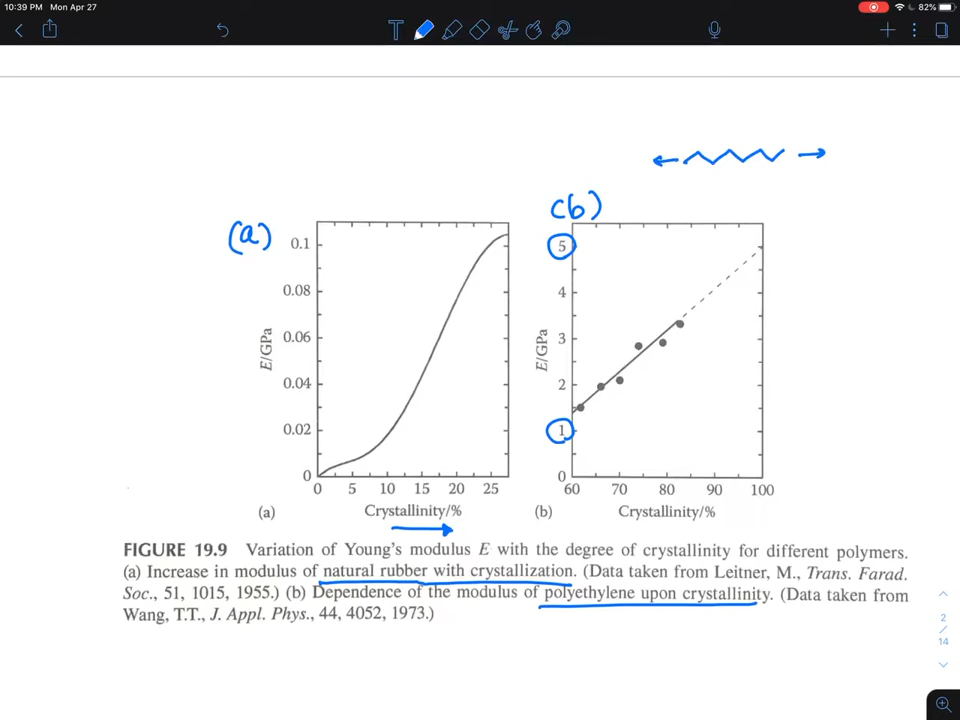 10:39 PM Mon Apr 27
82%
T
(a)
(b)
0.1
0.08
0.06
0.04
0.02
0
E/GPa
0 5 10 15 20 25
(a) Crystallinity/%
5
4
3
2
1
0
E/GPa
60 70 80 90 100
(b) Crystallinity/%
FIGURE 19.9 Variation of Young's modulus E with the degree of crystallinity for different polymers.
(a) Increase in modulus of natural rubber with crystallization. (Data taken from Leitner, M., Trans. Farad.
Soc., 51, 1015, 1955.) (b) Dependence of the modulus of polyethylene upon crystallinity. (Data taken from
Wang, T.T., J. Appl. Phys., 44, 4052, 1973.)
2
/
14